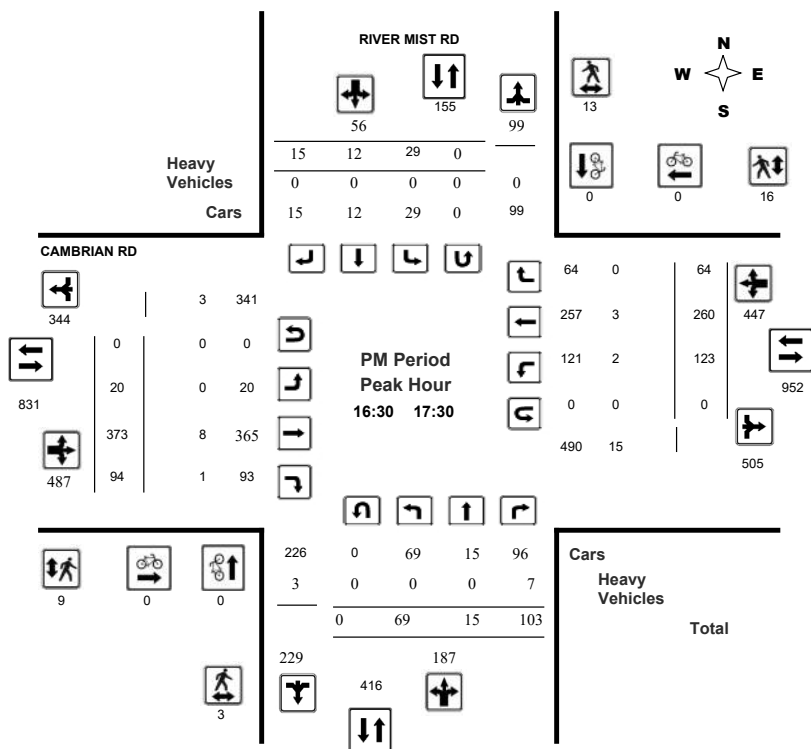 RIVER MIST RD
N
W E
S
155
56 99
13
15 12 29 0
Heavy
Vehicles
0 0 0 0 0
Cars
15 12 29 0 99
0 0 16
CAMBRIAN RD
344
3 341
64 0 64
447
257 3 260
0 0 0
831
20 0 20
PM Period
Peak Hour
16:30 17:30
121 2 123
952
0 0 0
373 8 365
487
94 1 93
490 15
505
226 0 69 15 96
Cars
3 0 0 0 7
Heavy
Vehicles
9 0 0
0 69 15 103
Total
229 187
416
3